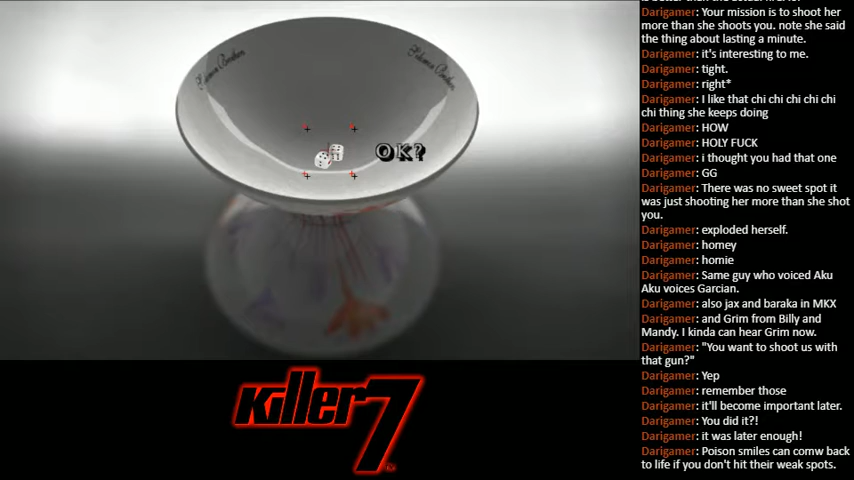 OK?
killer7
Darigamer: Your mission is to shoot her
more than she shoots you. note she said
the thing about lasting a minute.
Darigamer: it's interesting to me.
Darigamer: tight.
Darigamer: right*
Darigamer: I like that chi chi chi chi chi
chi thing she keeps doing
Darigamer: HOW
Darigamer: HOLY FUCK
Darigamer: i thought you had that one
Darigamer: GG
Darigamer: There was no sweet spot it
was just shooting her more than she shot
you.
Darigamer: exploded herself.
Darigamer: homey
Darigamer: homie
Darigamer: Same guy who voiced Aku
Aku voices Garcian.
Darigamer: also jax and baraka in MKX
Darigamer: and Grim from Billy and
Mandy. I kinda can hear Grim now.
Darigamer: "You want to shoot us with
that gun?"
Darigamer: Yep
Darigamer: remember those
Darigamer: it'll become important later.
Darigamer: You did it?!
Darigamer: it was later enough!
Darigamer: Poison smiles can comw back
to life if you don't hit their weak spots.